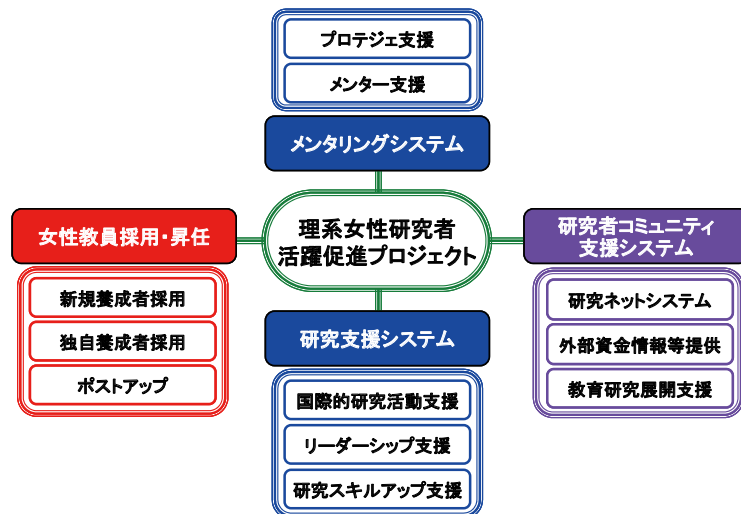 プロテジェ支援
メンター支援
メンタリングシステム
女性教員採用・昇任
新規養成者採用
独自養成者採用
ポストアップ
理系女性研究者
活躍促進プロジェクト
研究者コミュニティ
支援システム
研究ネットシステム
外部資金情報等提供
教育研究展開支援
研究支援システム
国際的研究活動支援
リーダーシップ支援
研究スキルアップ支援